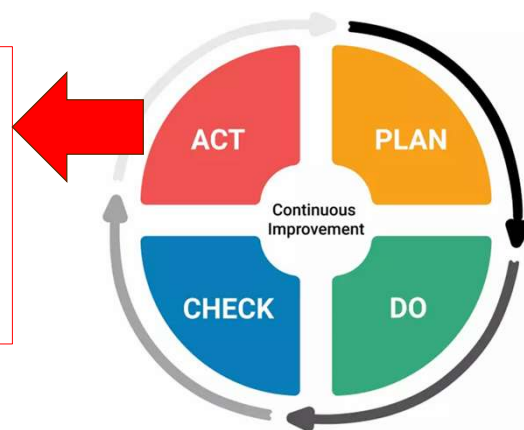 ACT
PLAN
Continuous
Improvement
CHECK
DO